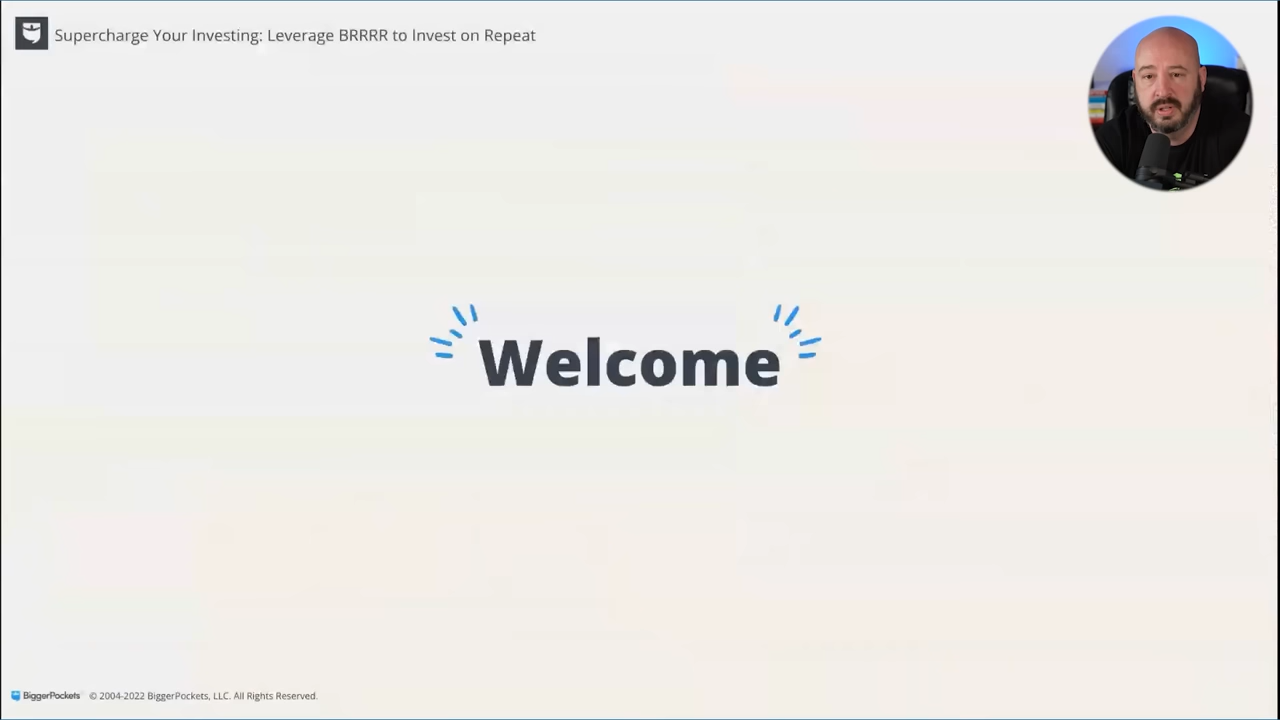 Supercharge Your Investing: Leverage BRRRR to Invest on Repeat
Welcome
BiggerPockets © 2004-2022 BiggerPockets, LLC. All Rights Reserved.